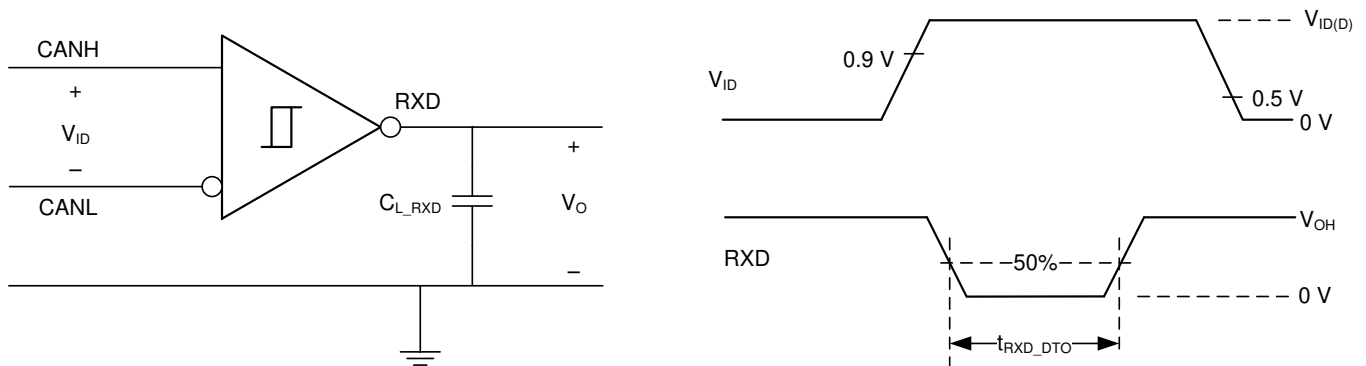 CANH
+
V_ID
–
CANL
RXD
C_L_RXD
+
V_O
–
V_ID
0.9 V
V_ID(D)
0.5 V
0 V
RXD
50%
V_OH
0 V
t_RXD_DTO